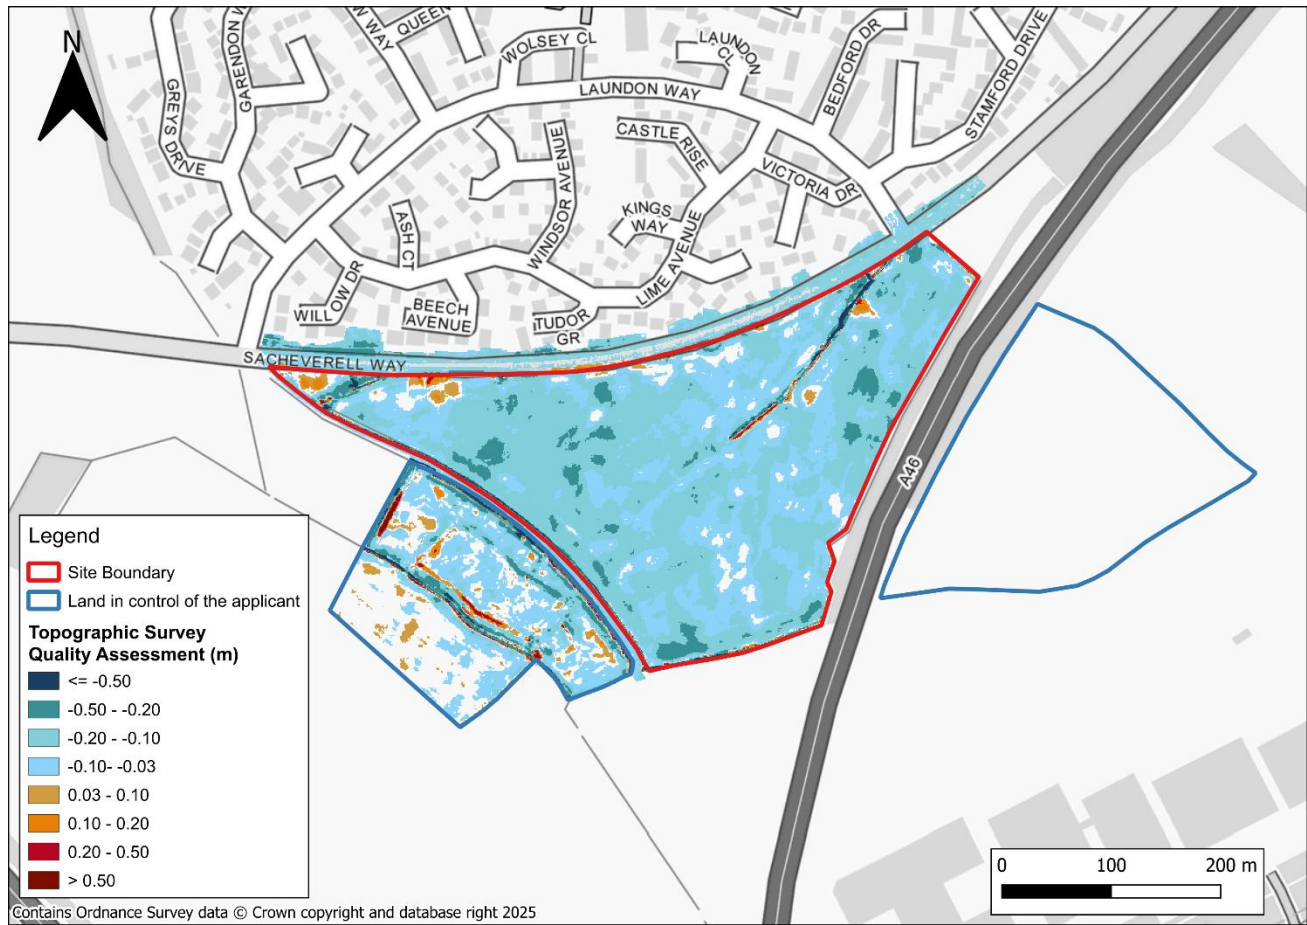 N
GREYS DRIVE
GARENDON W
W WAY
QUEEN
WOLSEY CL
LAUNDON
CL
LAUNDON WAY
BEDFORD DR
STAMFORD DRIVE
CASTLE RISE
VICTORIA DR
WINDSOR AVENUE
KINGS
WAY
ASH CT
LIME AVENUE
WILLOW DR
BEECH
AVENUE
TUDOR
GR
SACHEVERELL WAY
A46
Legend
Site Boundary
Land in control of the applicant
Topographic Survey
Quality Assessment (m)
<= -0.50
-0.50 - -0.20
-0.20 - -0.10
-0.10- -0.03
0.03 - 0.10
0.10 - 0.20
0.20 - 0.50
> 0.50
0 100 200 m
Contains Ordnance Survey data © Crown copyright and database right 2025